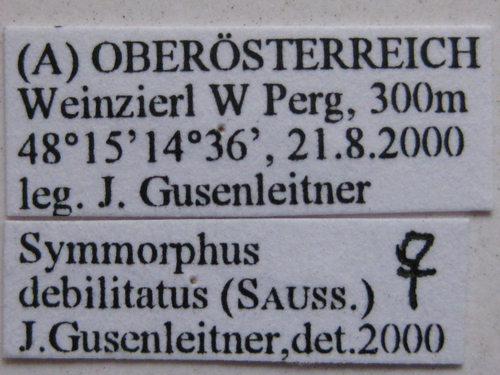 (A) OBERÖSTERREICH
Weinzierl W Perg, 300m
48°15’14°36’, 21.8.2000
leg. J. Gusenleitner
Symmorphus
debilitatus (SAUSS.) ♀
J.Gusenleitner,det.2000